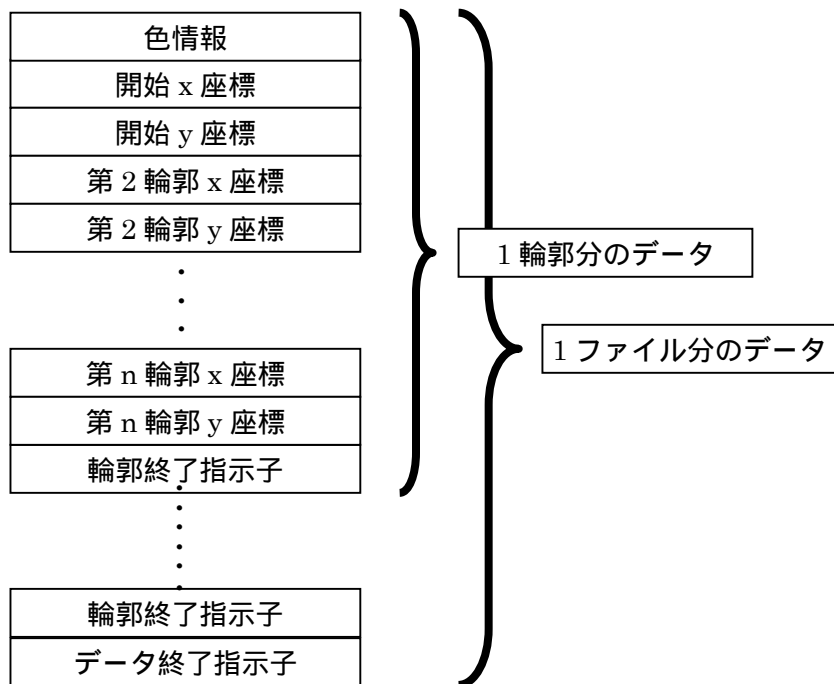 色情報
開始 x 座標
開始 y 座標
第 2 輪郭 x 座標
第 2 輪郭 y 座標
第 n 輪郭 x 座標
第 n 輪郭 y 座標
輪郭終了指示子
輪郭終了指示子
データ終了指示子
1 輪郭分のデータ
1 ファイル分のデータ